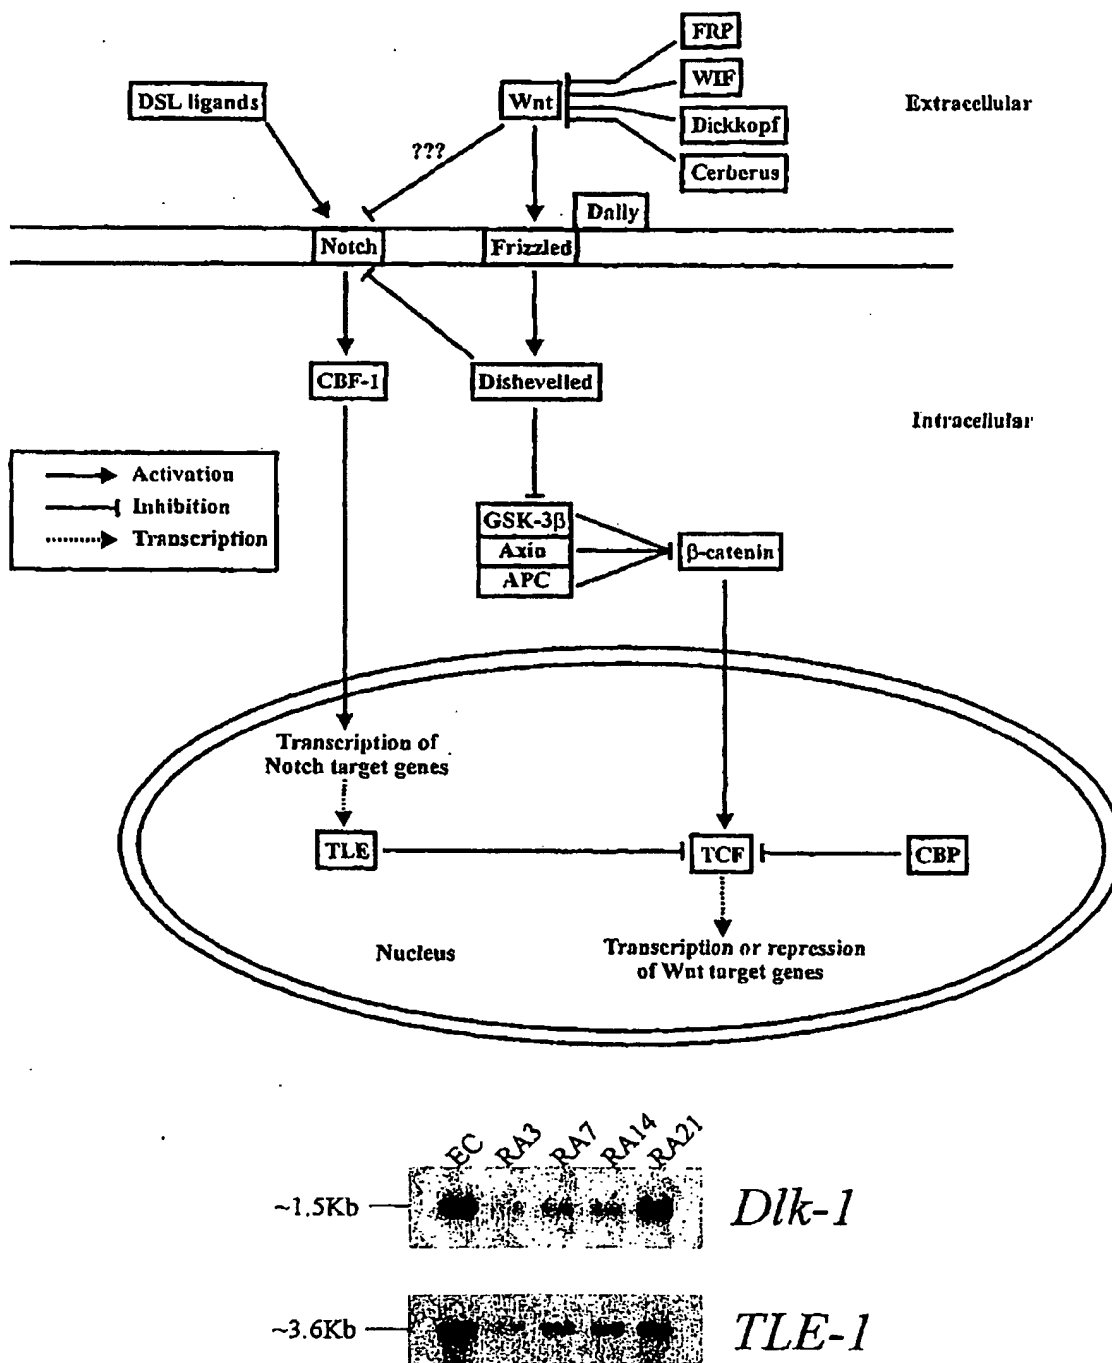 FRP
WIF
Dickkopf
Cerberus
DSL ligands
Wnt
Extracellular
???
Dally
Notch
Frizzled
CBF-1
Dishevelled
Intracellular
Activation
Inhibition
Transcription
GSK-3β
Axin
APC
β-catenin
Transcription of
Notch target genes
TLE
TCF
CBP
Nucleus
Transcription or repression
of Wnt target genes
EC RA3 RA7 RA14 RA21
~1.5Kb
Dlk-1
~3.6Kb
TLE-1